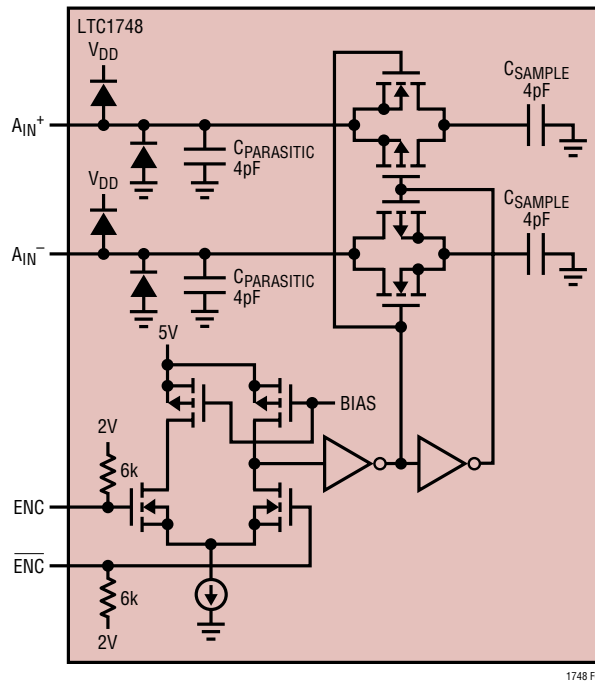 LTC1748
VDD
AIN+
CPARASITIC
4pF
CSAMPLE
4pF
VDD
AIN−
CPARASITIC
4pF
CSAMPLE
4pF
5V
BIAS
2V
6k
ENC
ENC
6k
2V
1748 F